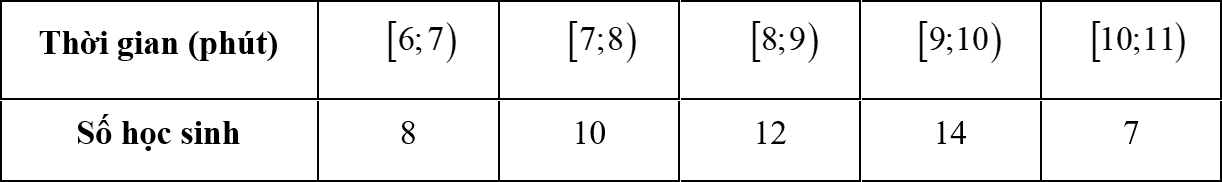 Thời gian (phút) [6;7) [7;8) [8;9) [9;10) [10;11)
Số học sinh 8 10 12 14 7